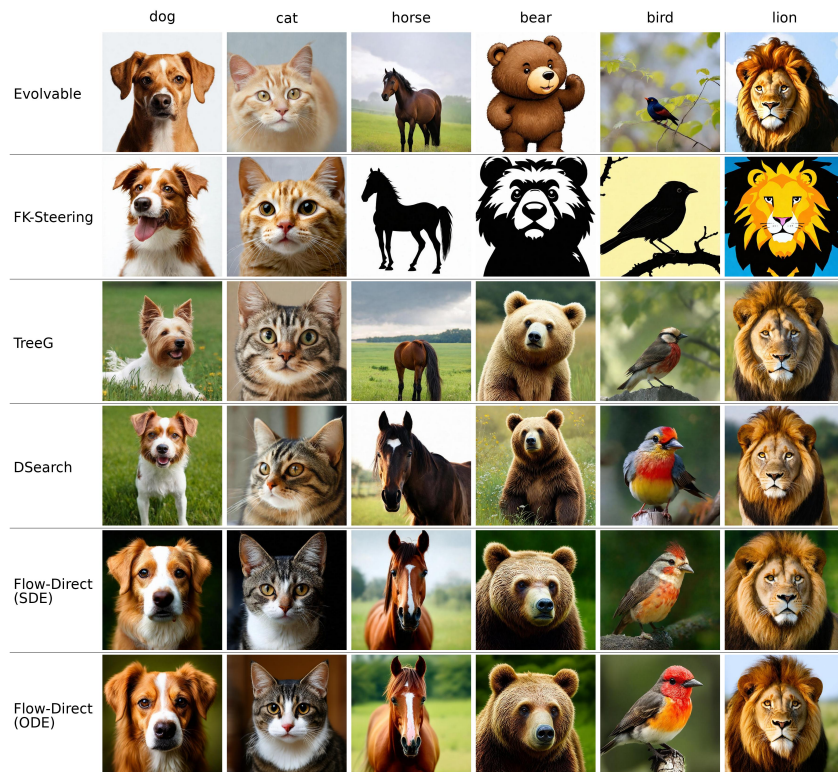 dog cat horse bear bird lion
Evolvable
FK-Steering
TreeG
DSearch
Flow-Direct
(SDE)
Flow-Direct
(ODE)